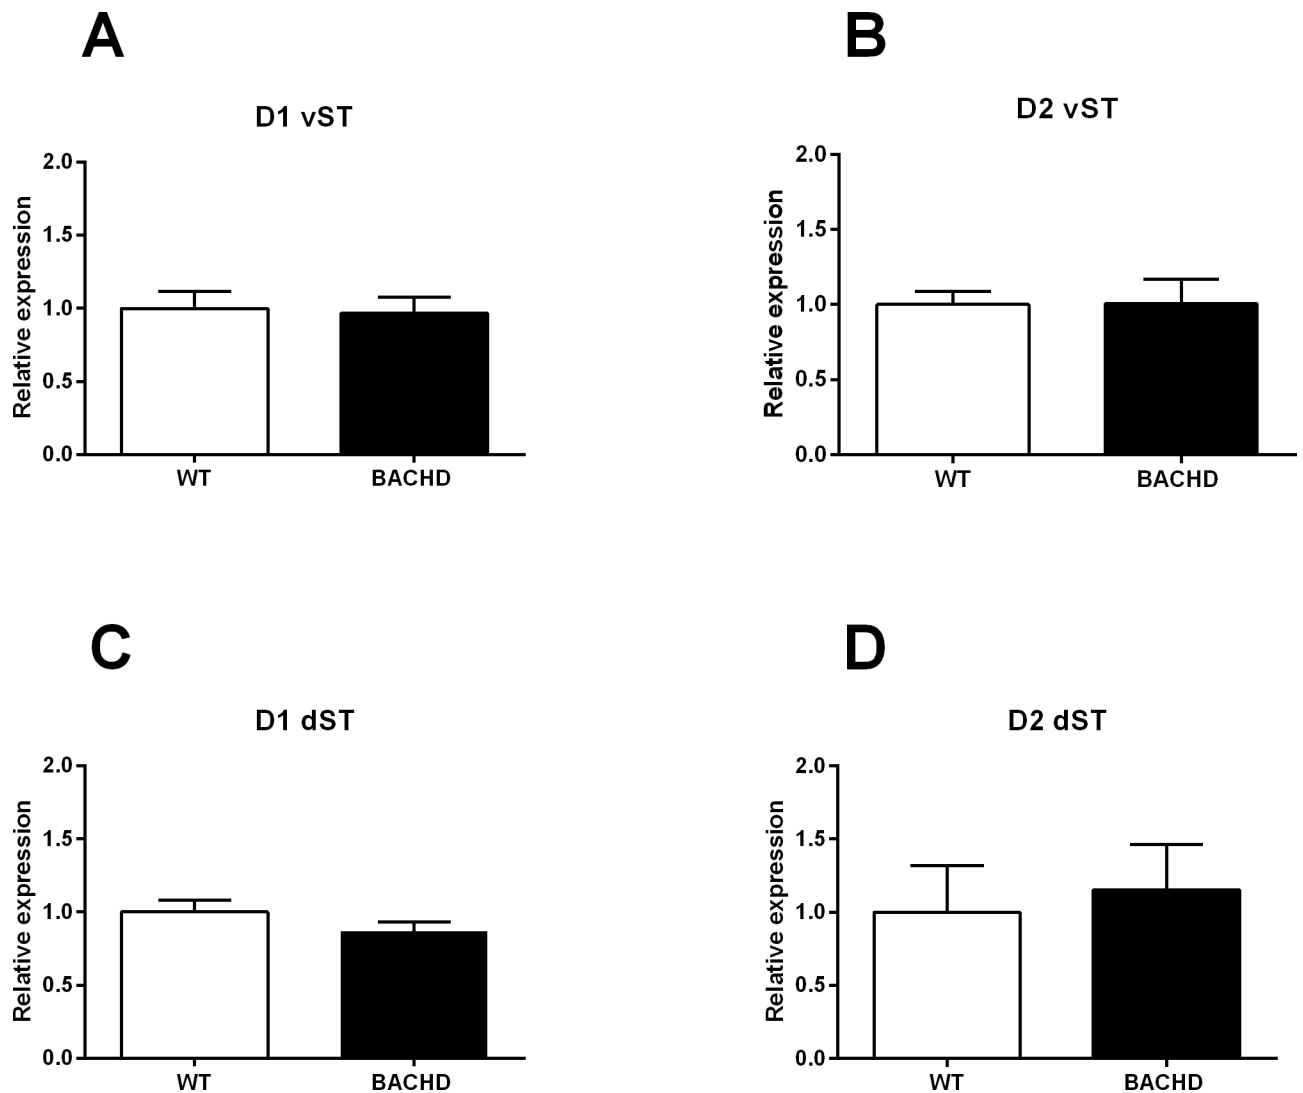 A
D1 vST
Relative expression
2.0
1.5
1.0
0.5
0.0
WT BACHD
B
D2 vST
Relative expression
2.0
1.5
1.0
0.5
0.0
WT BACHD
C
D1 dST
Relative expression
2.0
1.5
1.0
0.5
0.0
WT BACHD
D
D2 dST
Relative expression
2.0
1.5
1.0
0.5
0.0
WT BACHD